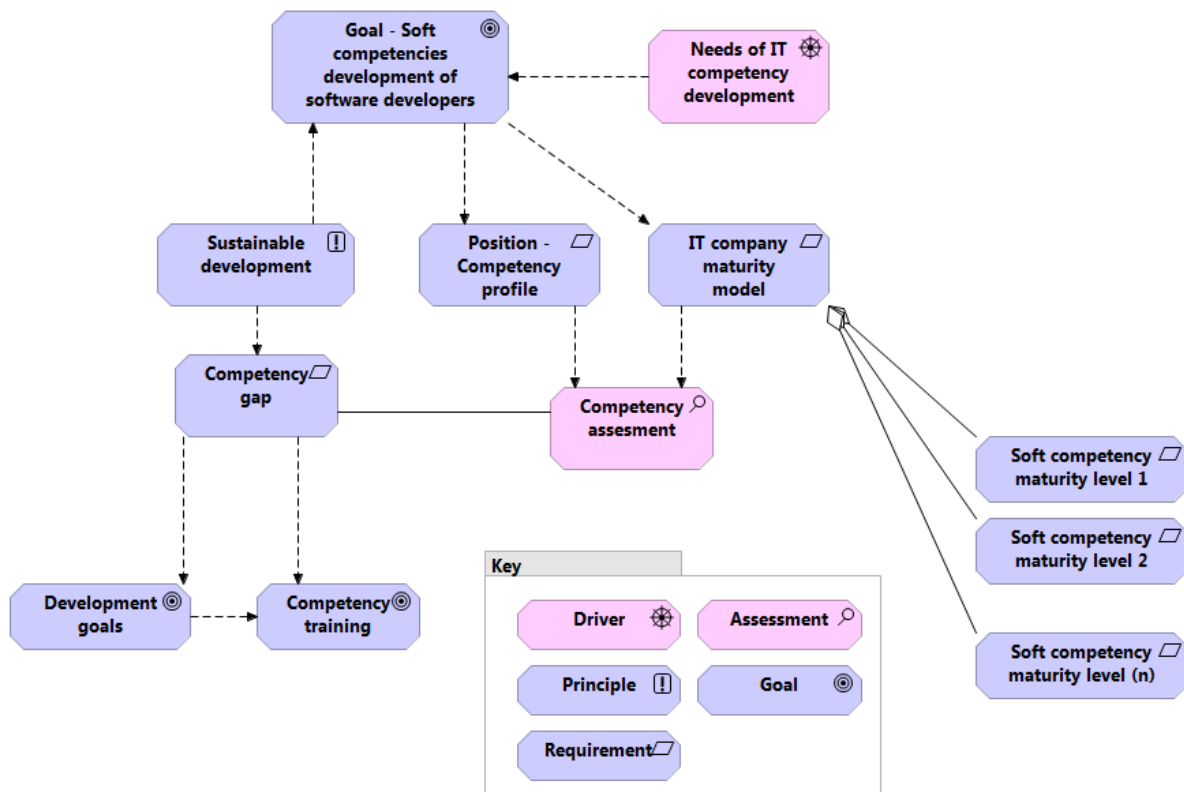 Goal - Soft
competencies
development of
software developers
Needs of IT
competency
development
Sustainable
development
Position -
Competency
profile
IT company
maturity
model
Competency
gap
Competency
assesment
Soft competency
maturity level 1
Soft competency
maturity level 2
Soft competency
maturity level (n)
Development
goals
Competency
training
Key
Driver
Assessment
Principle
Goal
Requirement